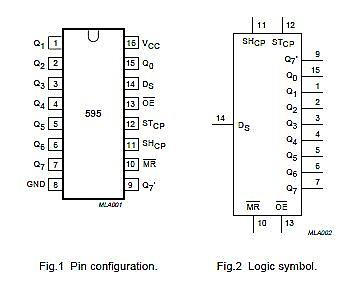 Q1 1 16 VCC
Q2 2 15 Q0
Q3 3 14 DS
Q4 4 13 OE
Q5 5 595 12 STCP
Q6 6 11 SHCP
Q7 7 10 MR
GND 8 9 Q7'
MLA001
Fig.1 Pin configuration.
11 12
SHCP STCP
Q7' 9
Q0 15
Q1 1
Q2 2
14 DS Q3 3
Q4 4
Q5 5
Q6 6
Q7 7
MR OE
10 13
MLA002
Fig.2 Logic symbol.